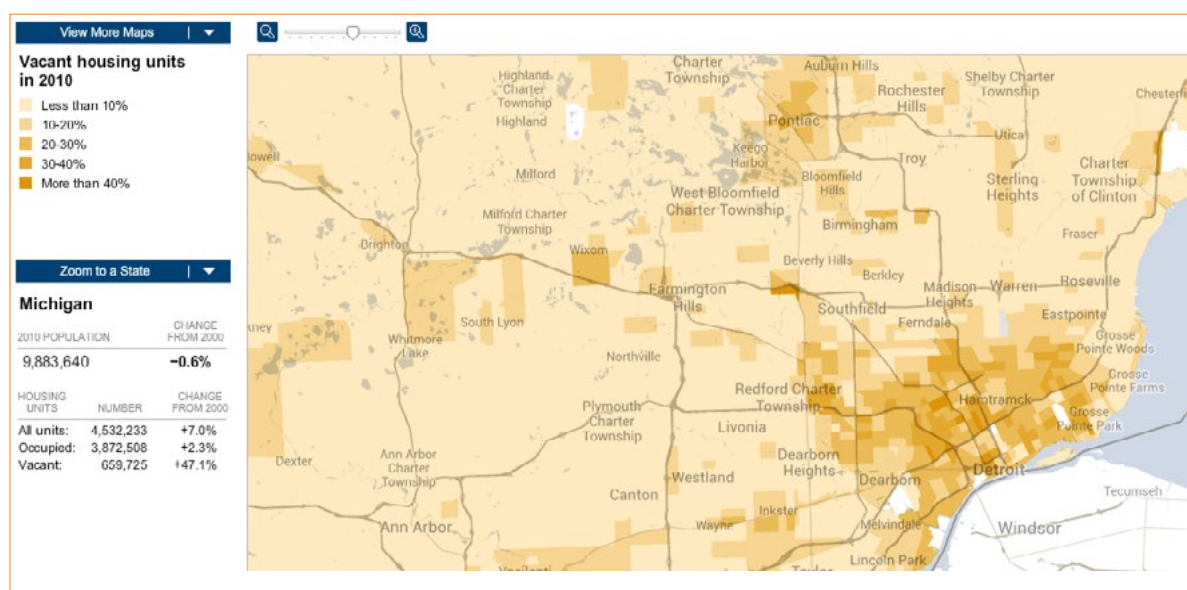 View More Maps
Vacant housing units
in 2010
Less than 10%
10-20%
20-30%
30-40%
More than 40%
Zoom to a State
Michigan
2010 POPULATION
CHANGE
FROM 2000
9,883,640
−0.6%
HOUSING
UNITS
NUMBER
CHANGE
FROM 2000
All units: 4,532,233 +7.0%
Occupied: 3,872,508 +2.3%
Vacant: 659,725 +47.1%
Highland
Charter
Township
Highland
Charter
Township
Auburn Hills
Rochester
Hills
Shelby Charter
Township
Pontiac
Utica
Keego
Harbor
Troy
Milford
Bloomfield
Hills
Sterling
Heights
Charter
Township
of Clinton
West Bloomfield
Charter Township
Milford Charter
Township
Birmingham
Fraser
Brighton
Wixom
Beverly Hills
Berkley
Madison
Heights
Warren
Roseville
Farmington
Hills
Southfield
Ferndale
Eastpointe
South Lyon
Whitmore
Lake
Northville
Grosse
Pointe Woods
Grosse
Pointe Farms
Redford Charter
Township
Hamtramck
Grosse
Pointe Park
Plymouth
Charter
Township
Livonia
Dexter
Ann Arbor
Charter
Township
Dearborn
Heights
Detroit
Westland
Dearborn
Canton
Tecumseh
Ann Arbor
Wayne
Inkster
Melvindale
Windsor
Lincoln Park